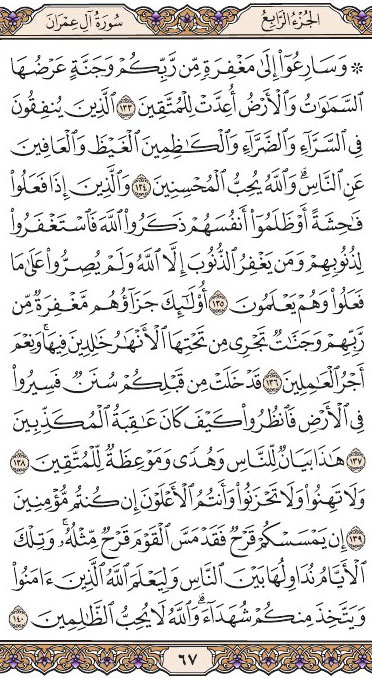 الجزء الرابع سورة آل عمران
۞ وَسَارِعُوٓا۟ إِلَىٰ مَغْفِرَةٍ مِّن رَّبِّكُمْ وَجَنَّةٍ عَرْضُهَا
ٱلسَّمَٰوَٰتُ وَٱلْأَرْضُ أُعِدَّتْ لِلْمُتَّقِينَ ١٣٣ ٱلَّذِينَ يُنفِقُونَ
فِى ٱلسَّرَّآءِ وَٱلضَّرَّآءِ وَٱلْكَٰظِمِينَ ٱلْغَيْظَ وَٱلْعَافِينَ
عَنِ ٱلنَّاسِ ۗ وَٱللَّهُ يُحِبُّ ٱلْمُحْسِنِينَ ١٣٤ وَٱلَّذِينَ إِذَا فَعَلُوا۟
فَٰحِشَةً أَوْ ظَلَمُوٓا۟ أَنفُسَهُمْ ذَكَرُوا۟ ٱللَّهَ فَٱسْتَغْفَرُوا۟
لِذُنُوبِهِمْ وَمَن يَغْفِرُ ٱلذُّنُوبَ إِلَّا ٱللَّهُ وَلَمْ يُصِرُّوا۟ عَلَىٰ مَا
فَعَلُوا۟ وَهُمْ يَعْلَمُونَ ١٣٥ أُو۟لَٰٓئِكَ جَزَآؤُهُم مَّغْفِرَةٌ مِّن
رَّبِّهِمْ وَجَنَّٰتٌ تَجْرِى مِن تَحْتِهَا ٱلْأَنْهَٰرُ خَٰلِدِينَ فِيهَا ۚ وَنِعْمَ
أَجْرُ ٱلْعَٰمِلِينَ ١٣٦ قَدْ خَلَتْ مِن قَبْلِكُمْ سُنَنٌ فَسِيرُوا۟
فِى ٱلْأَرْضِ فَٱنظُرُوا۟ كَيْفَ كَانَ عَٰقِبَةُ ٱلْمُكَذِّبِينَ
١٣٧ هَٰذَا بَيَانٌ لِّلنَّاسِ وَهُدًى وَمَوْعِظَةٌ لِّلْمُتَّقِينَ ١٣٨
وَلَا تَهِنُوا۟ وَلَا تَحْزَنُوا۟ وَأَنتُمُ ٱلْأَعْلَوْنَ إِن كُنتُم مُّؤْمِنِينَ
١٣٩ إِن يَمْسَسْكُمْ قَرْحٌ فَقَدْ مَسَّ ٱلْقَوْمَ قَرْحٌ مِّثْلُهُۥ ۚ وَتِلْكَ
ٱلْأَيَّامُ نُدَاوِلُهَا بَيْنَ ٱلنَّاسِ وَلِيَعْلَمَ ٱللَّهُ ٱلَّذِينَ ءَامَنُوا۟
وَيَتَّخِذَ مِنكُمْ شُهَدَآءَ ۗ وَٱللَّهُ لَا يُحِبُّ ٱلظَّٰلِمِينَ ١٤٠
٦٧